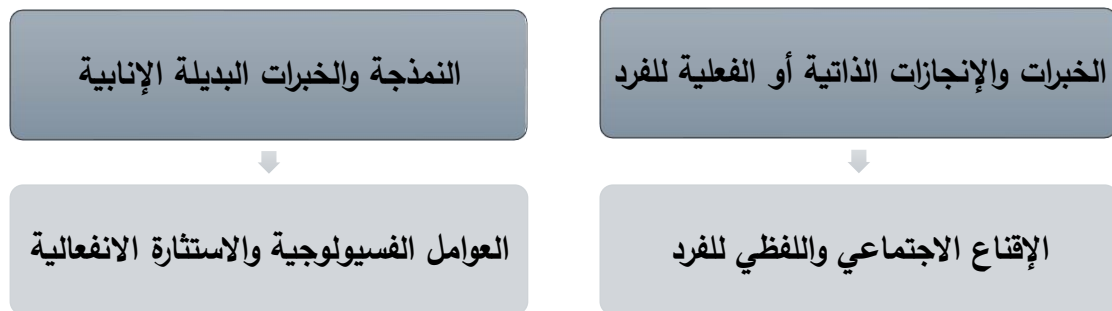 الخبرات والإنجازات الذاتية أو الفعلية للفرد
النمذجة والخبرات البديلة الإنابية
الإقناع الاجتماعي واللفظي للفرد
العوامل الفسيولوجية والاستثارة الانفعالية